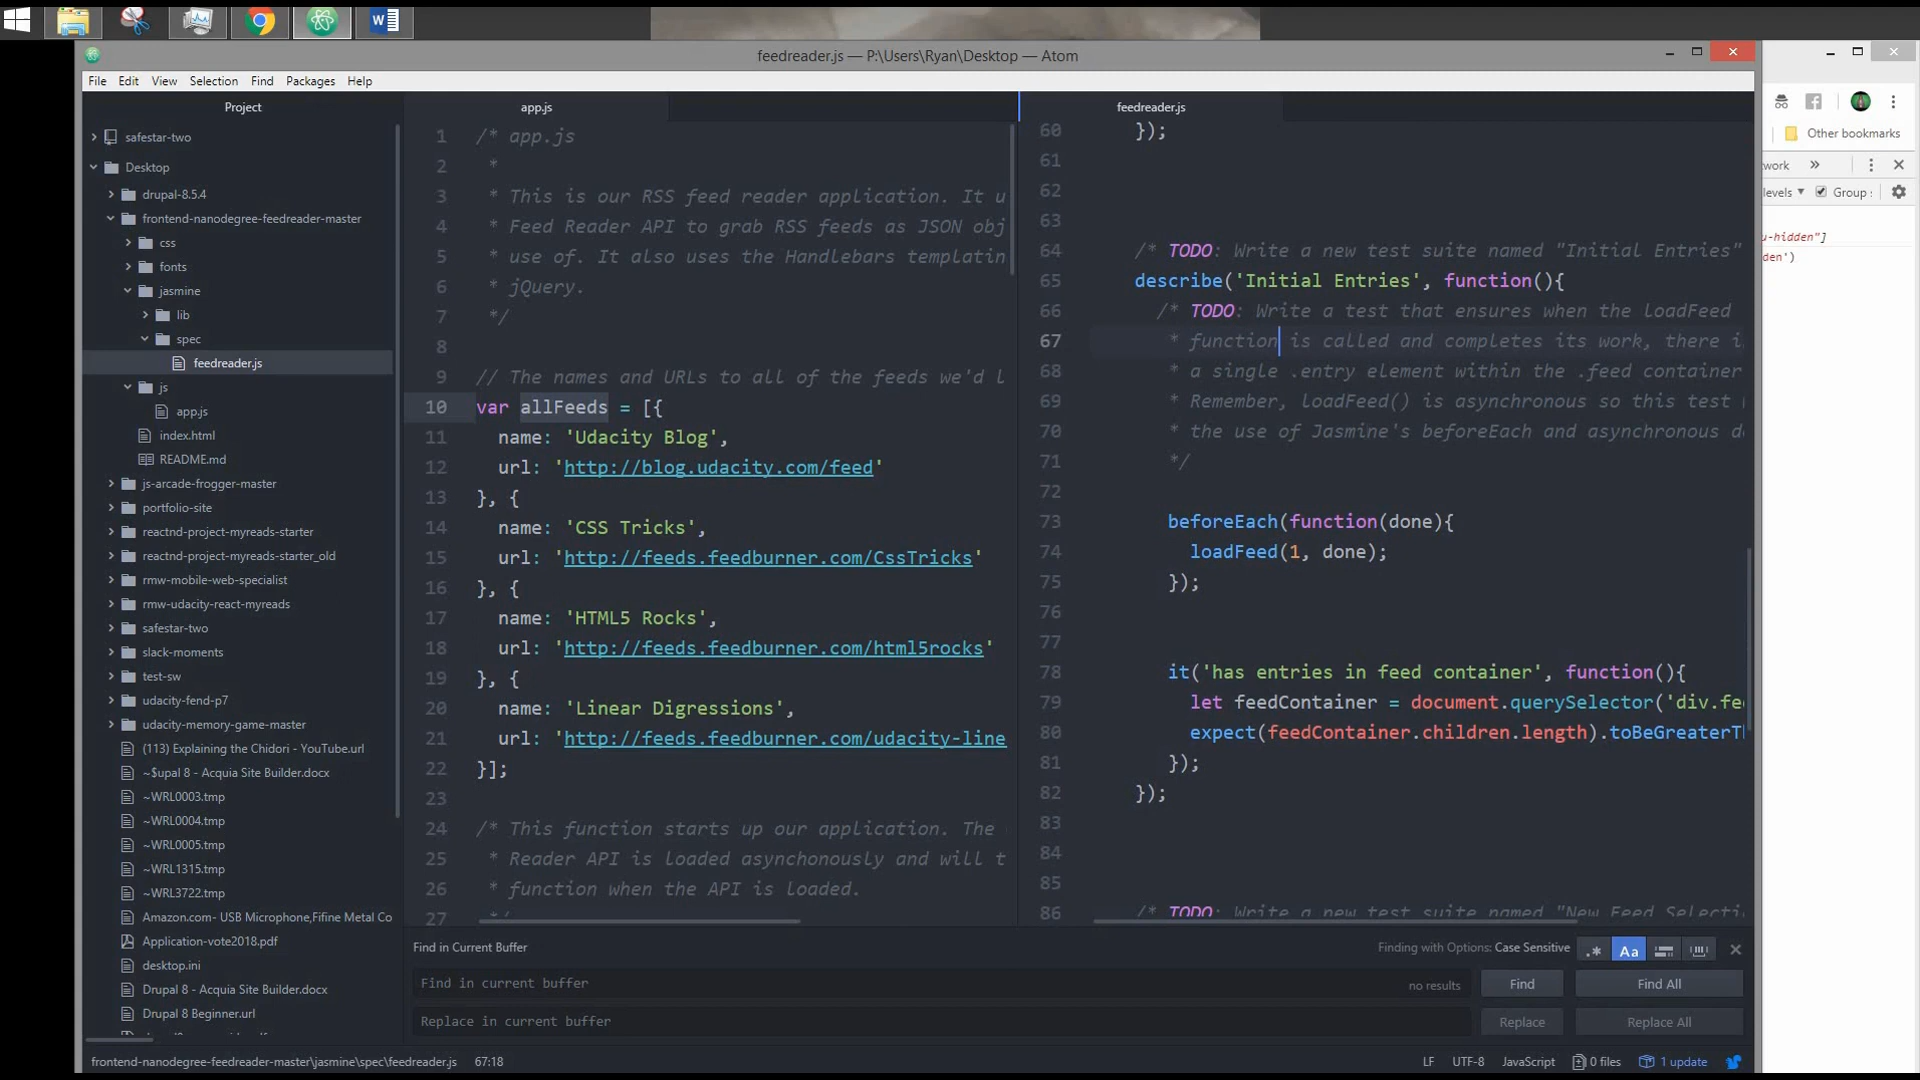 feedreader.js — P:\Users\Ryan\Desktop — Atom
File Edit View Selection Find Packages Help
Project
safestar-two
Desktop
drupal-8.5.4
frontend-nanodegree-feedreader-master
css
fonts
jasmine
lib
spec
feedreader.js
js
app.js
index.html
README.md
js-arcade-frogger-master
portfolio-site
reactnd-project-myreads-starter
reactnd-project-myreads-starter_old
rmw-mobile-web-specialist
rmw-udacity-react-myreads
safestar-two
slack-moments
test-sw
udacity-fend-p7
udacity-memory-game-master
(113) Explaining the Chidori - YouTube.url
~$upal 8 - Acquia Site Builder.docx
~WRL0003.tmp
~WRL0004.tmp
~WRL0005.tmp
~WRL1315.tmp
~WRL3722.tmp
Amazon.com- USB Microphone,Fifine Metal Co
Application-vote2018.pdf
desktop.ini
Drupal 8 - Acquia Site Builder.docx
Drupal 8 Beginner.url
app.js
1 /* app.js
2 *
3 * This is our RSS feed reader application. It u
4 * Feed Reader API to grab RSS feeds as JSON obj
5 * use of. It also uses the Handlebars templatin
6 * jQuery.
7 */
8
9 // The names and URLs to all of the feeds we'd l
10 var allFeeds = [{
11 name: 'Udacity Blog',
12 url: 'http://blog.udacity.com/feed'
13 }, {
14 name: 'CSS Tricks',
15 url: 'http://feeds.feedburner.com/CssTricks'
16 }, {
17 name: 'HTML5 Rocks',
18 url: 'http://feeds.feedburner.com/html5rocks'
19 }, {
20 name: 'Linear Digressions',
21 url: 'http://feeds.feedburner.com/udacity-line
22 }];
23
24 /* This function starts up our application. The
25 * Reader API is loaded asynchonously and will t
26 * function when the API is loaded.
27 */
feedreader.js
60 });
61
62
63
64 /* TODO: Write a new test suite named "Initial Entries"
65 describe('Initial Entries', function(){
66 /* TODO: Write a test that ensures when the loadFeed
67 * function is called and completes its work, there i
68 * a single .entry element within the .feed container
69 * Remember, loadFeed() is asynchronous so this test
70 * the use of Jasmine's beforeEach and asynchronous d
71 */
72
73 beforeEach(function(done){
74 loadFeed(1, done);
75 });
76
77
78 it('has entries in feed container', function(){
79 let feedContainer = document.querySelector('div.fe
80 expect(feedContainer.children.length).toBeGreaterT
81 });
82 });
83
84
85
86 /* TODO: Write a new test suite named "New Feed Selecti
Find in Current Buffer
Finding with Options: Case Sensitive
.* Aa
Find in current buffer
no results
Find
Find All
Replace in current buffer
Replace
Replace All
frontend-nanodegree-feedreader-master\jasmine\spec\feedreader.js 67:18
LF UTF-8 JavaScript 0 files 1 update
Other bookmarks
work »
levels ▼ Group
u-hidden"]
den')